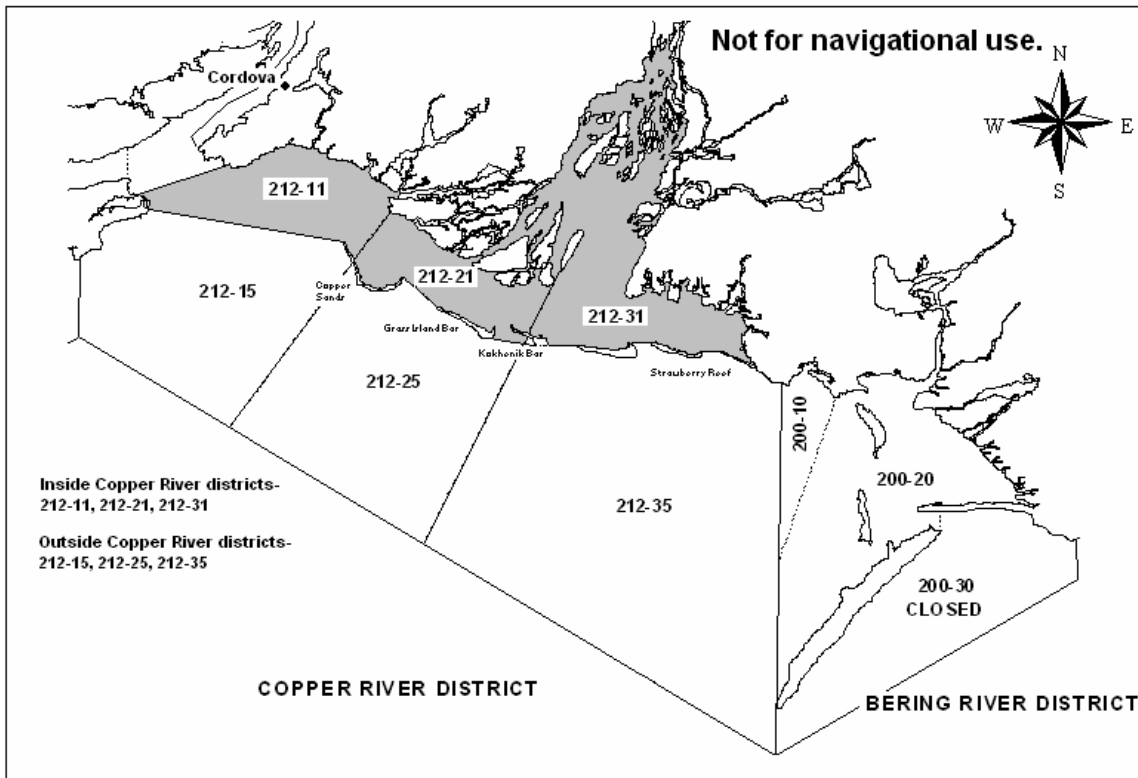 Not for navigational use.
N
W E
S
Cordova
212-11
212-21
212-31
212-15
Copper
Sands
Grass Island Bar
Kokhenik Bar
Strawberry Reef
212-25
200-10
200-20
212-35
Inside Copper River districts-
212-11, 212-21, 212-31
Outside Copper River districts-
212-15, 212-25, 212-35
200-30
CLOSED
COPPER RIVER DISTRICT
BERING RIVER DISTRICT